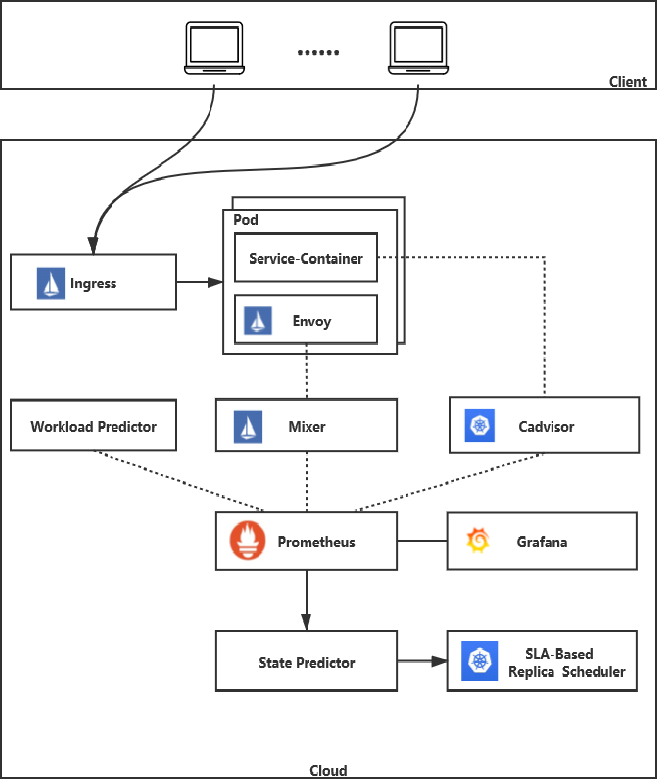 Client
Pod
Service-Container
Ingress
Envoy
Workload Predictor
Mixer
Cadvisor
Prometheus
Grafana
State Predictor
SLA-Based
Replica Scheduler
Cloud